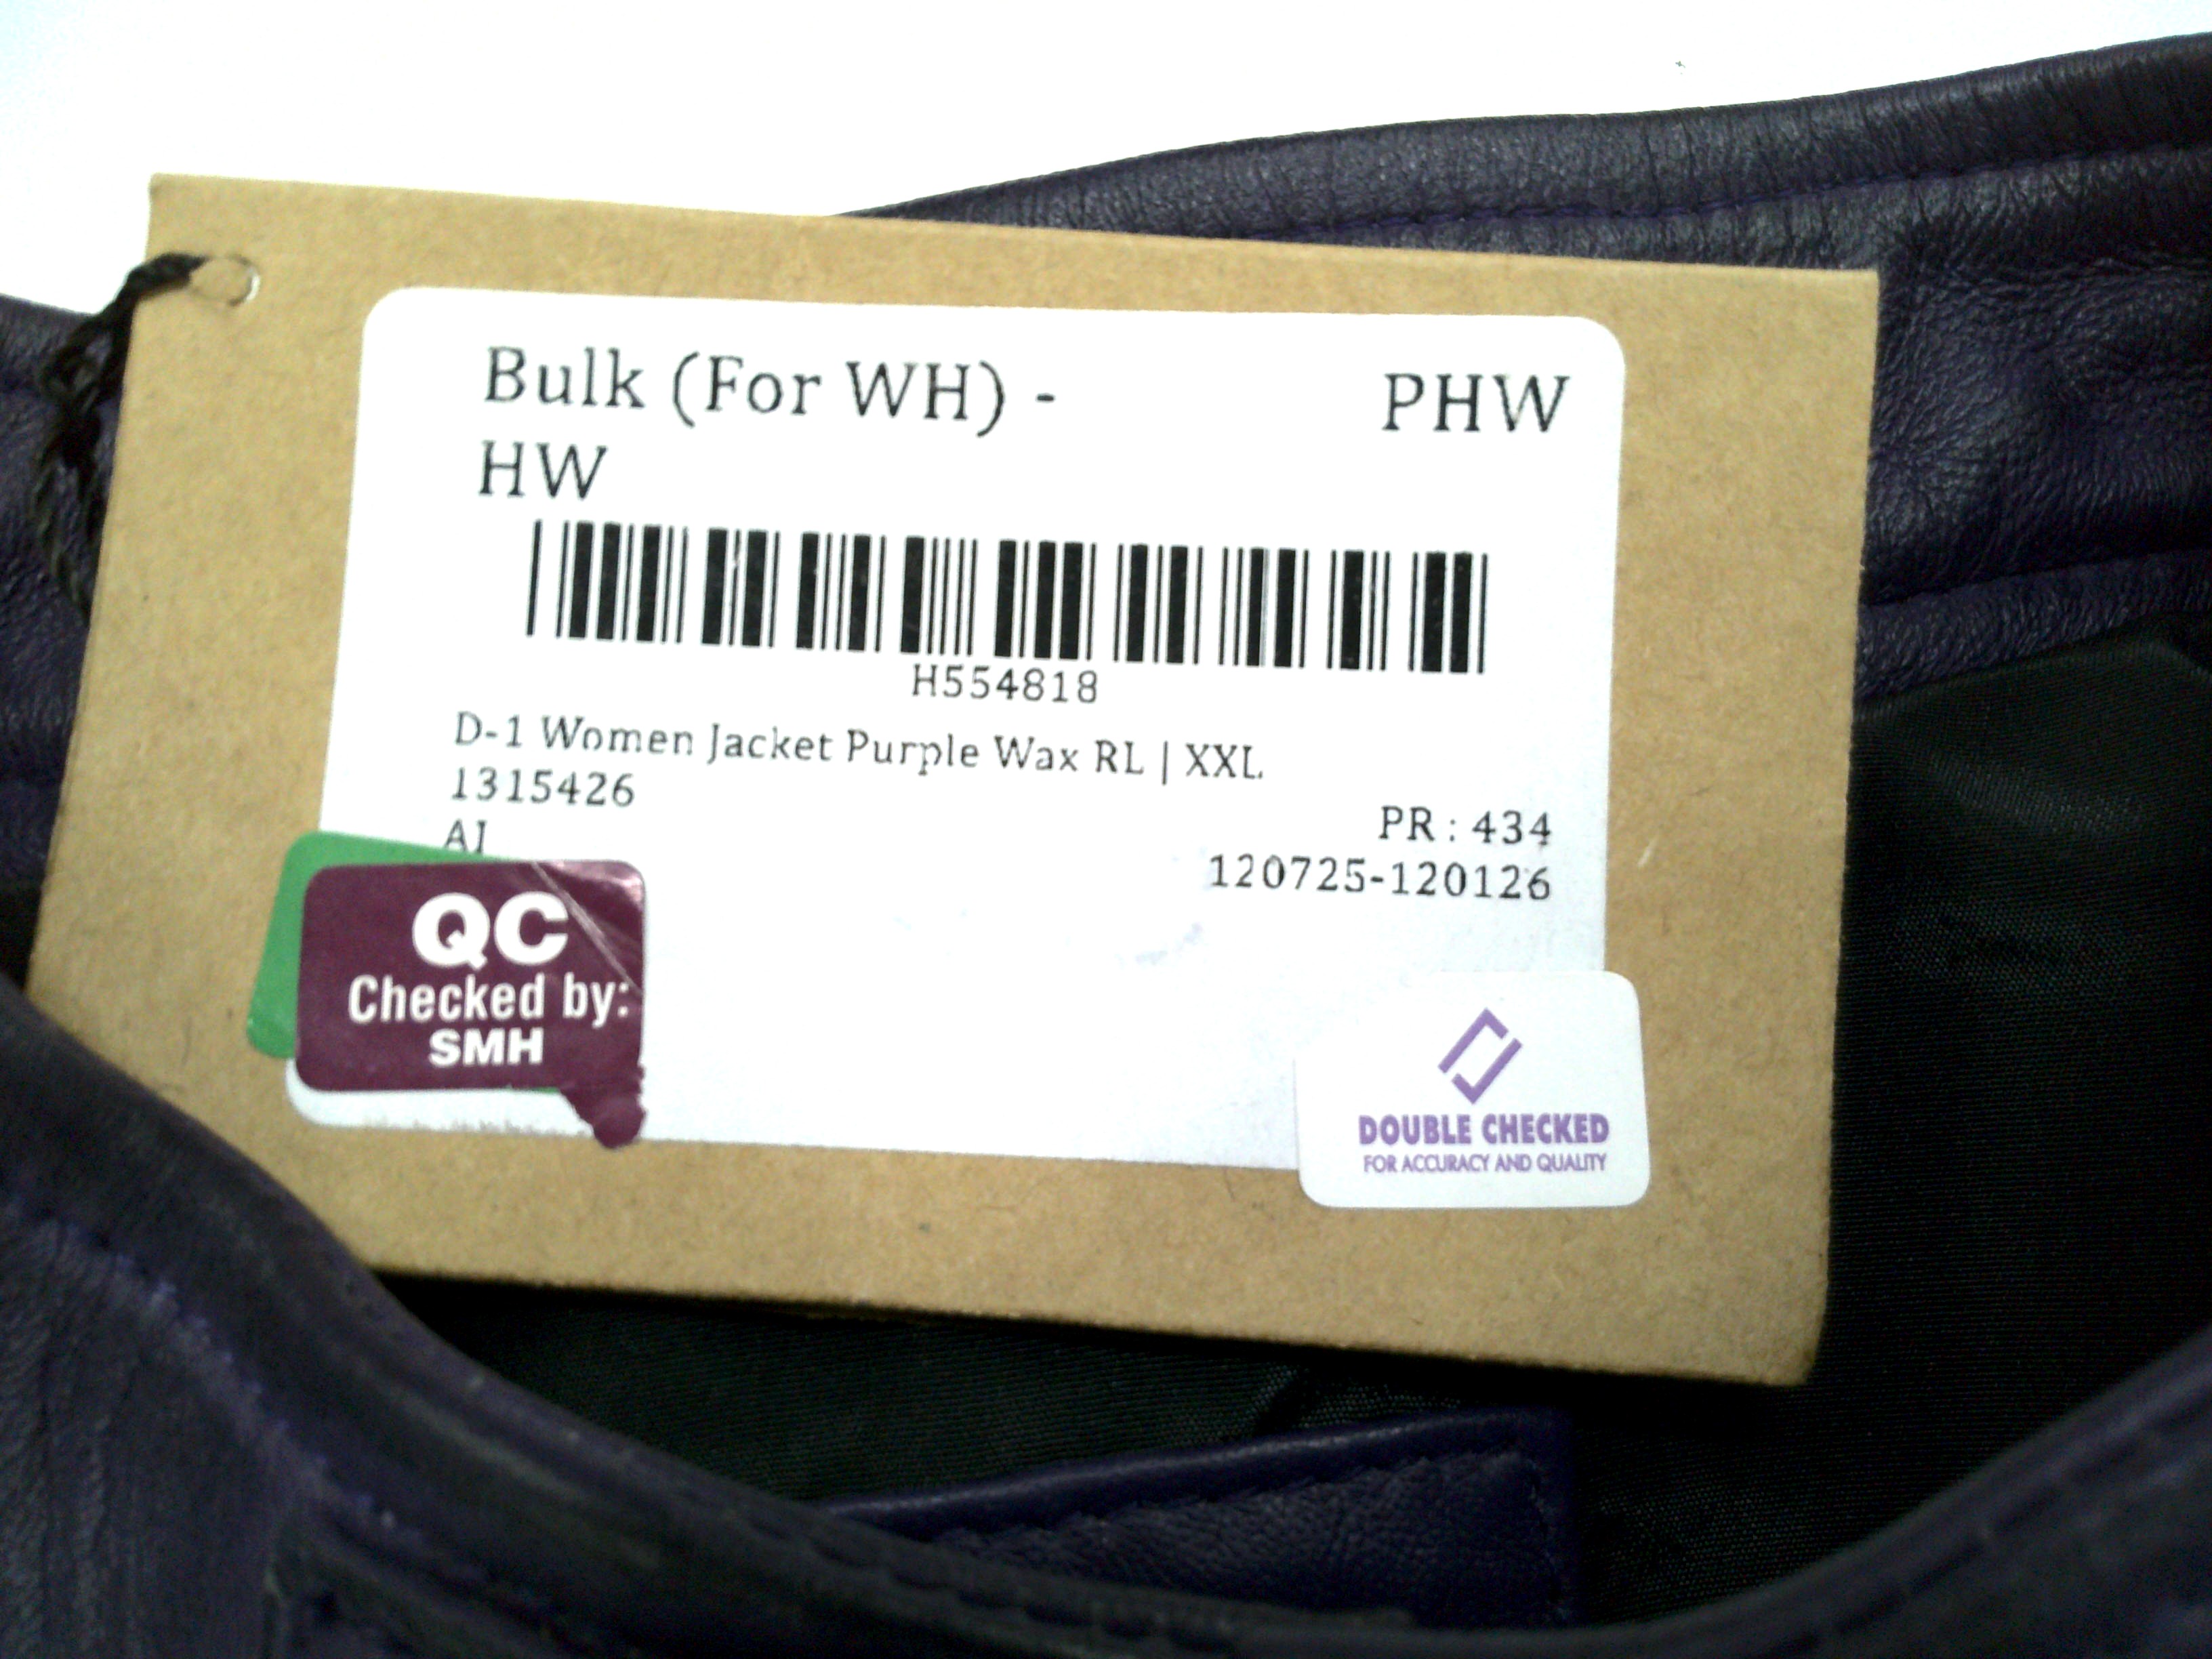 Bulk (For WH) - PHW
HW
H554818
D-1 Women Jacket Purple Wax RL | XXL
1315426
PR : 434
AI
120725-120126
QC
Checked by:
SMH
DOUBLE CHECKED
FOR ACCURACY AND QUALITY